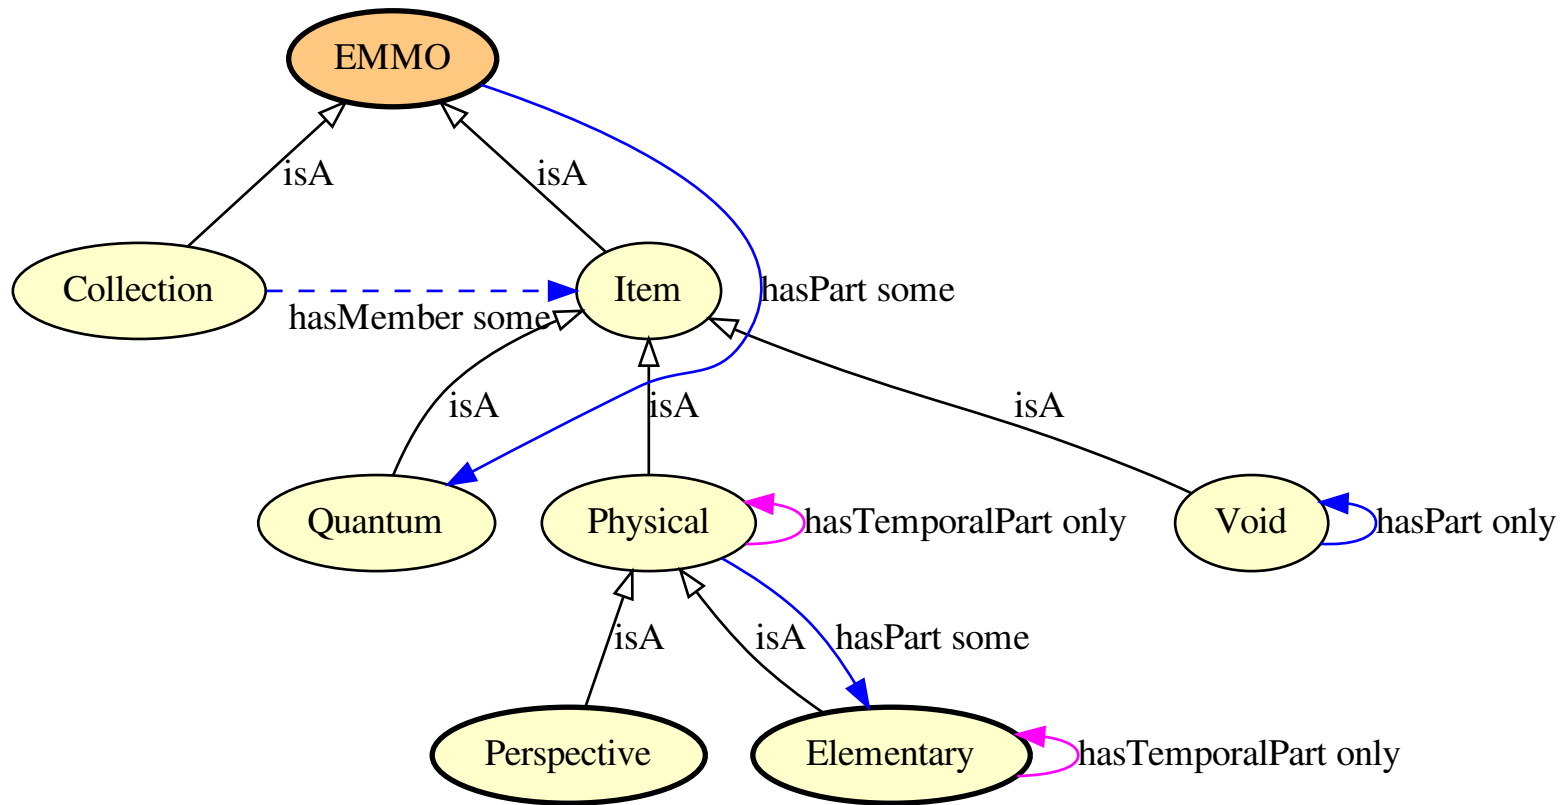 EMMO
isA
isA
Collection
Item
hasPart some
hasMember some
isA
isA
isA
Quantum
Physical
hasTemporalPart only
Void
hasPart only
isA
isA
hasPart some
Perspective
Elementary
hasTemporalPart only